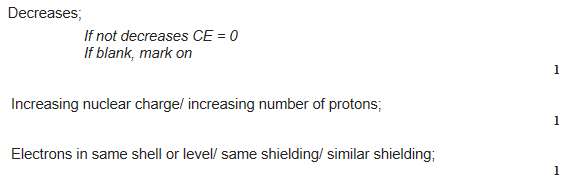 Decreases;
If not decreases CE = 0
If blank, mark on
1
Increasing nuclear charge/ increasing number of protons;
1
Electrons in same shell or level/ same shielding/ similar shielding;
1